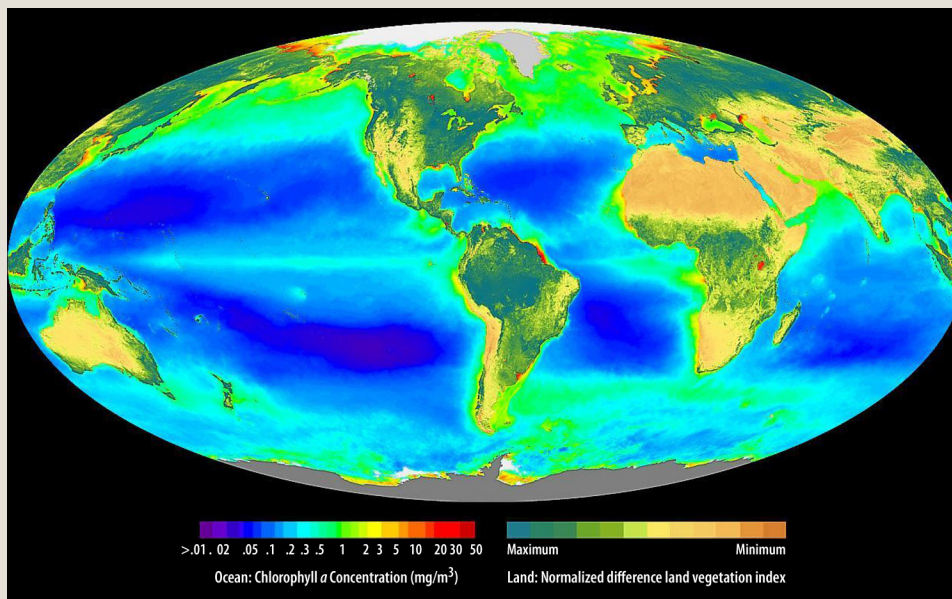 >.01 .02 .05 .1 .2 .3 .5 1 2 3 5 10 20 30 50
Maximum Minimum
Ocean: Chlorophyll a Concentration (mg/m³) Land: Normalized difference land vegetation index